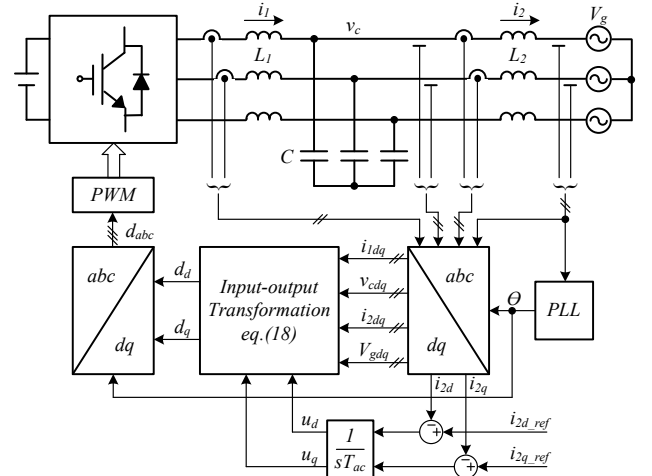 i1 vc i2 Vg
L1 L2
C
PWM
dabc
abc
dq
dd
dq
Input-output
Transformation
eq.(18)
i1dq
vcdq
i2dq
Vgdq
abc
dq
Θ
PLL
i2d i2q
ud
uq
1
sTac
i2d_ref
i2q_ref